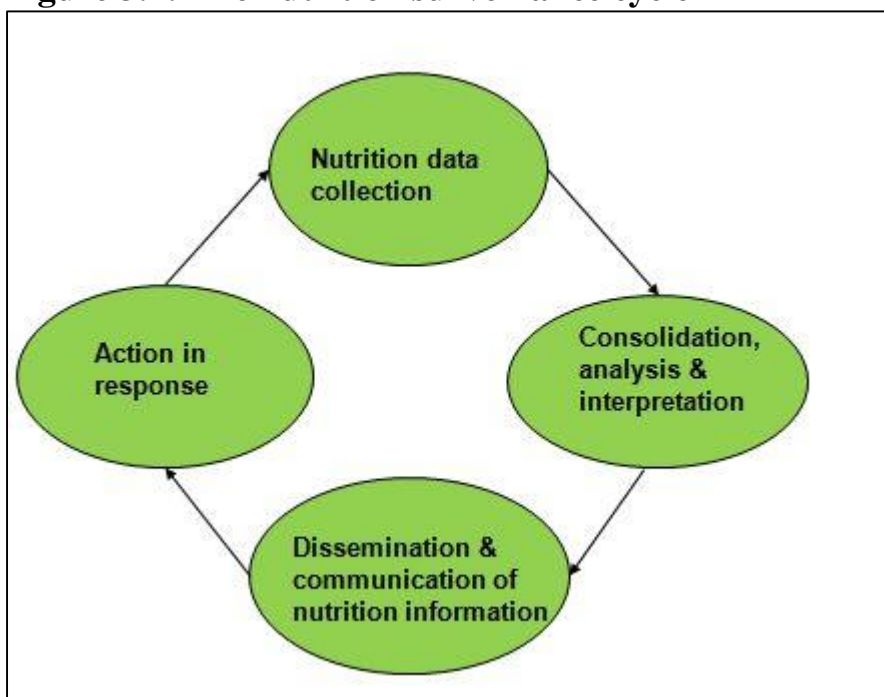 Nutrition data
collection
Consolidation,
analysis &
interpretation
Dissemination &
communication of
nutrition information
Action in
response